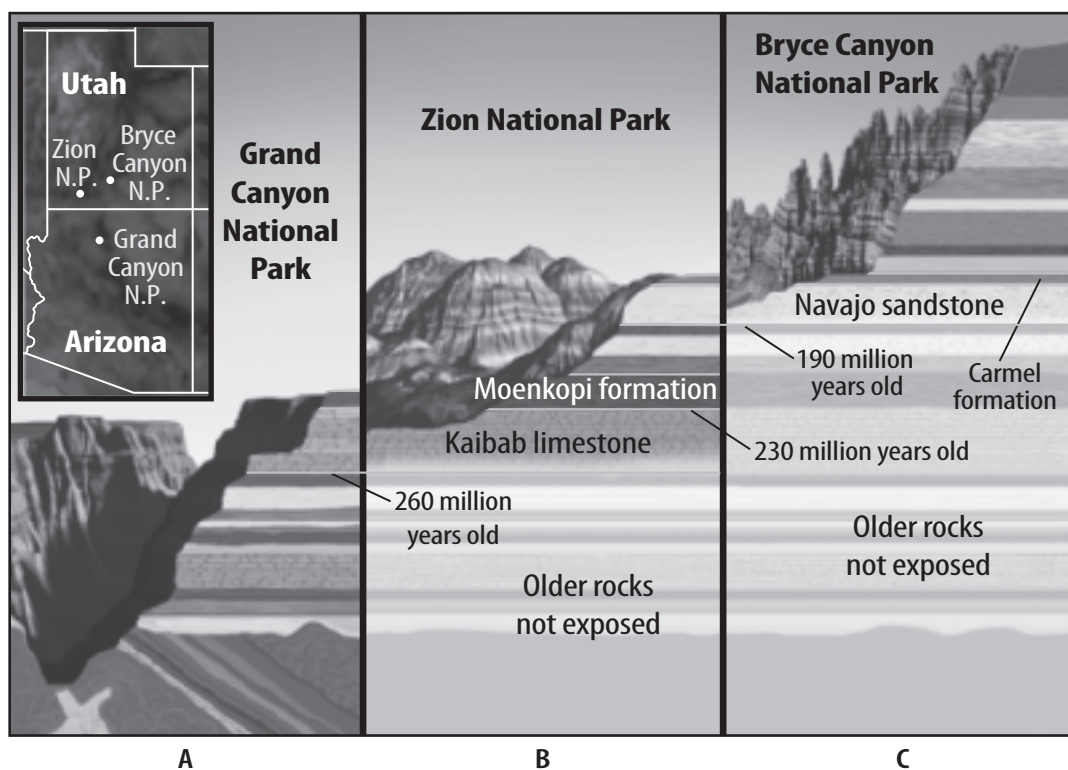 Utah
Zion
N.P.
Bryce
Canyon
N.P.
Grand
Canyon
N.P.
Arizona
Grand
Canyon
National
Park
260 million
years old
Zion National Park
Moenkopi formation
Kaibab limestone
230 million years old
Older rocks
not exposed
Bryce Canyon
National Park
Navajo sandstone
190 million
years old
Carmel
formation
Older rocks
not exposed
A
B
C